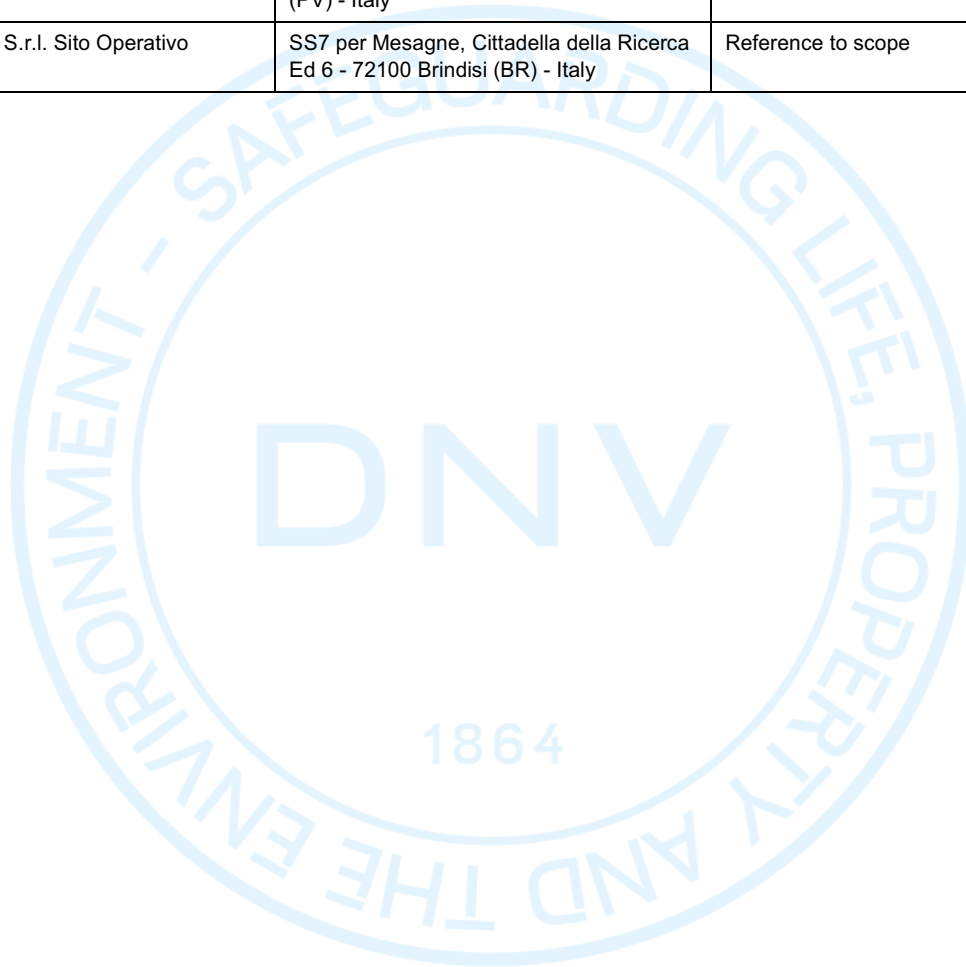 (PV) - Italy
S.r.l. Sito Operativo
SS7 per Mesagne, Cittadella della Ricerca
Ed 6 - 72100 Brindisi (BR) - Italy
Reference to scope
SAFEGUARDING LIFE, PROPERTY AND THE ENVIRONMENT -
DNV
1864